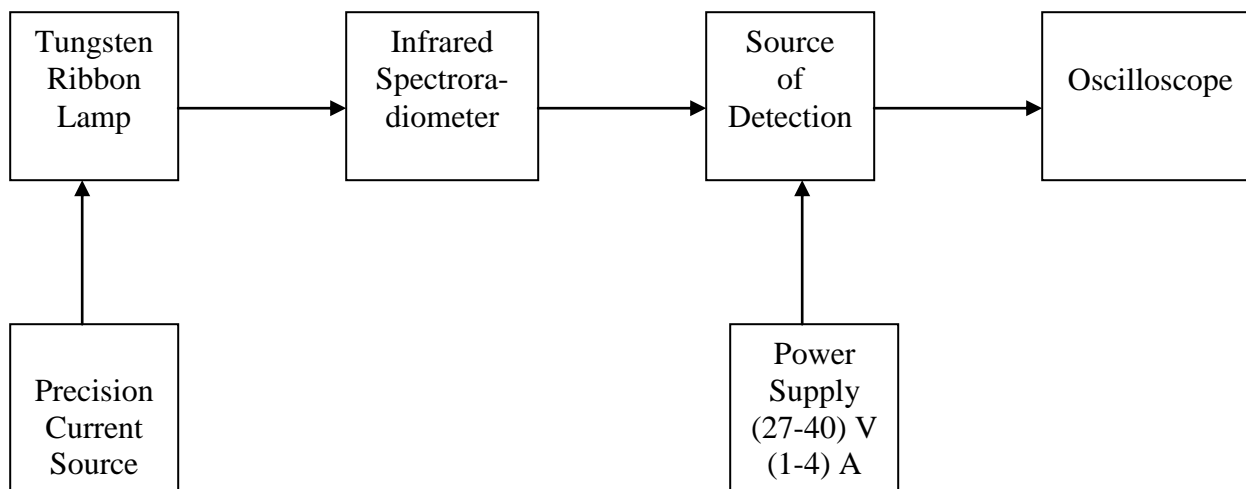 Tungsten
Ribbon
Lamp
Infrared
Spectrora-
diometer
Source
of
Detection
Oscilloscope
Precision
Current
Source
Power
Supply
(27-40) V
(1-4) A